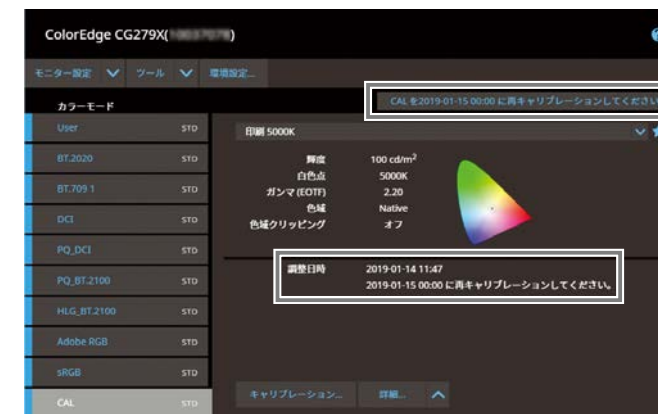 ColorEdge CG279X( )
モニター設定 ツール 環境設定...
CAL を2019-01-15 00:00 に再キャリブレーションしてください
カラーモード
User STD
BT.2020 STD
BT.709 1 STD
DCI STD
PQ_DCI STD
PQ_BT.2100 STD
HLG_BT.2100 STD
Adobe RGB STD
sRGB STD
CAL STD
印刷 5000K
輝度 100 cd/m²
白色点 5000K
ガンマ (EOTF) 2.20
色域 Native
色域クリッピング オフ
調整日時 2019-01-14 11:47
2019-01-15 00:00 に再キャリブレーションしてください。
キャリブレーション... 詳細...